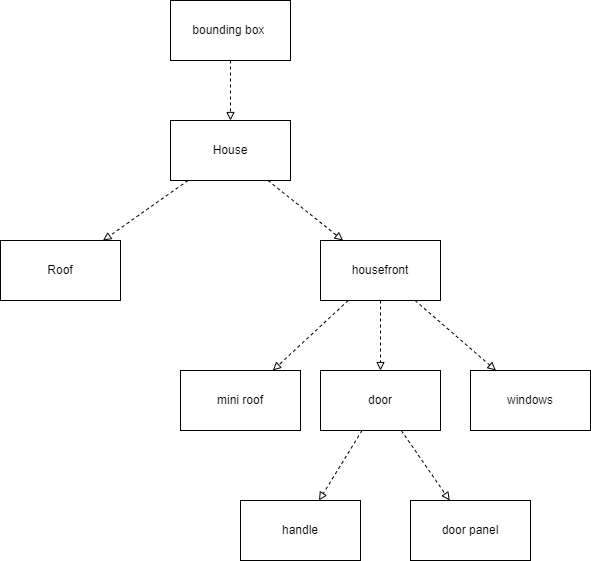 bounding box
House
Roof
housefront
mini roof
door
windows
handle
door panel